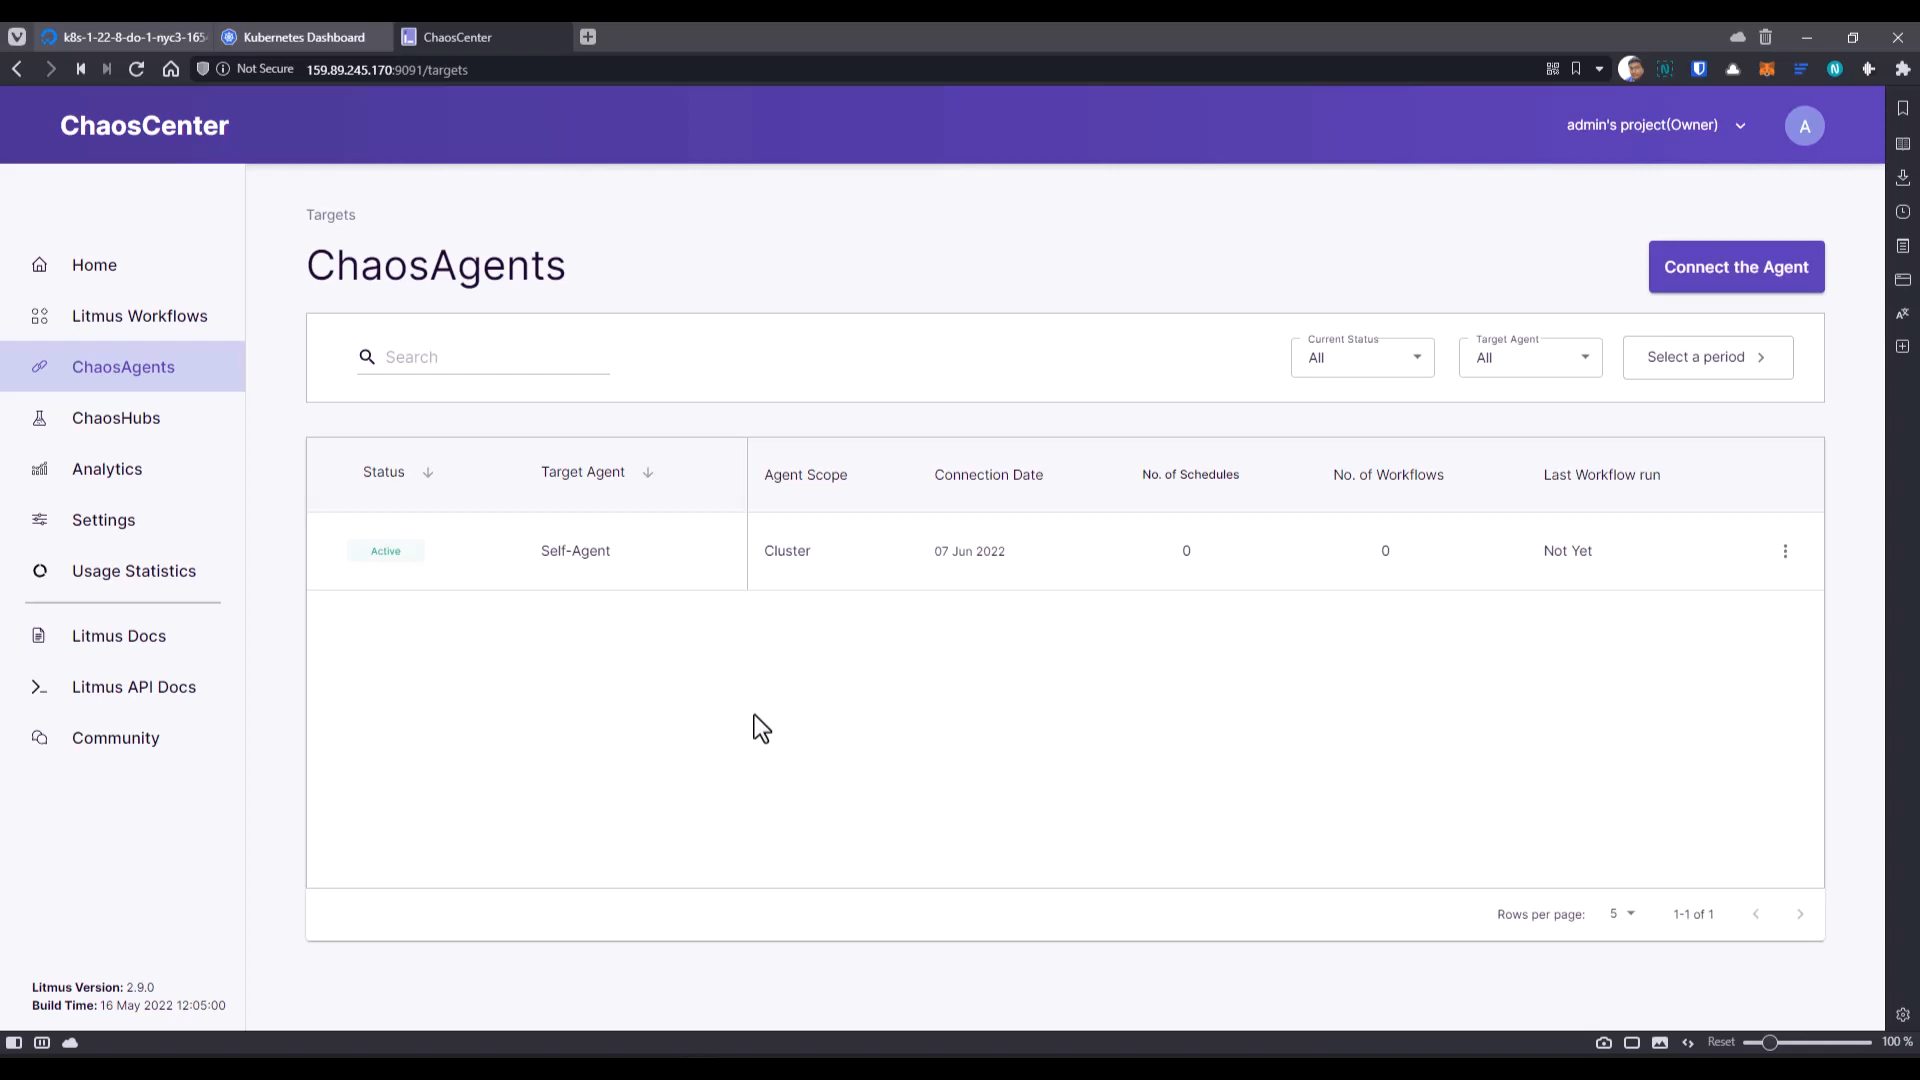 k8s-1-22-8-do-1-nyc3-165
Kubernetes Dashboard
ChaosCenter
Not Secure
159.89.245.170:9091/targets
ChaosCenter
admin's project(Owner)
A
Home
Litmus Workflows
ChaosAgents
ChaosHubs
Analytics
Settings
Usage Statistics
Litmus Docs
Litmus API Docs
Community
Litmus Version: 2.9.0
Build Time: 16 May 2022 12:05:00
Targets
ChaosAgents
Connect the Agent
Search
Current Status
All
Target Agent
All
Select a period
Status
Target Agent
Agent Scope
Connection Date
No. of Schedules
No. of Workflows
Last Workflow run
Active
Self-Agent
Cluster
07 Jun 2022
0
0
Not Yet
Rows per page:
5
1-1 of 1
Reset
100 %